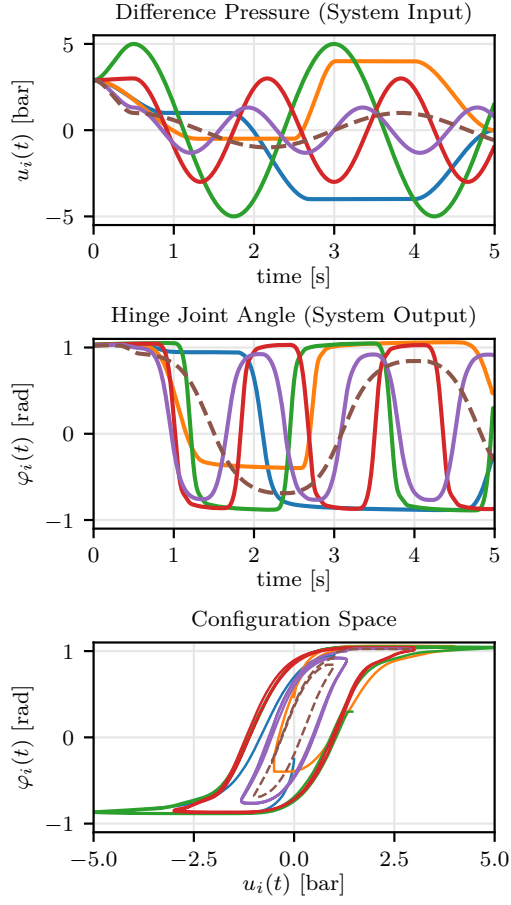 Difference Pressure (System Input)
5
0
−5
u_i(t) [bar]
0 1 2 3 4 5
time [s]
Hinge Joint Angle (System Output)
1
0
−1
φ_i(t) [rad]
0 1 2 3 4 5
time [s]
Configuration Space
1
0
−1
φ_i(t) [rad]
−5.0 −2.5 0.0 2.5 5.0
u_i(t) [bar]